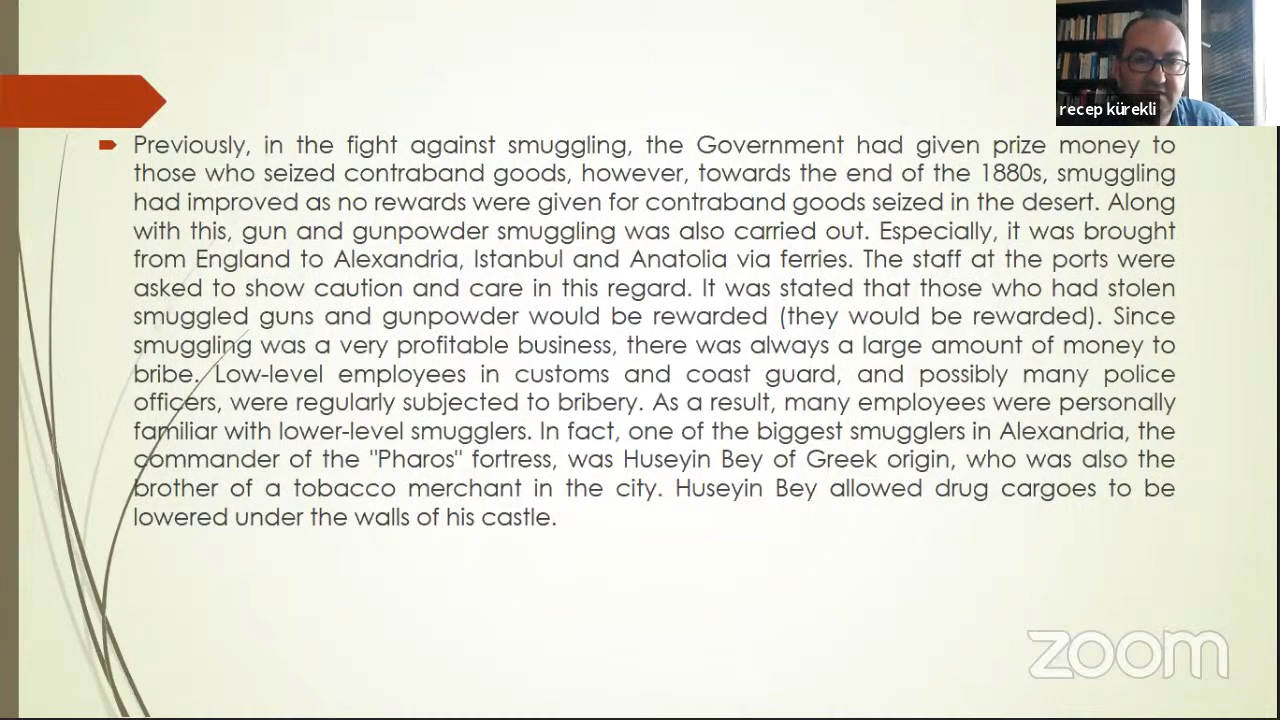 recep kürekli
Previously, in the fight against smuggling, the Government had given prize money to
those who seized contraband goods, however, towards the end of the 1880s, smuggling
had improved as no rewards were given for contraband goods seized in the desert. Along
with this, gun and gunpowder smuggling was also carried out. Especially, it was brought
from England to Alexandria, Istanbul and Anatolia via ferries. The staff at the ports were
asked to show caution and care in this regard. It was stated that those who had stolen
smuggled guns and gunpowder would be rewarded (they would be rewarded). Since
smuggling was a very profitable business, there was always a large amount of money to
bribe. Low-level employees in customs and coast guard, and possibly many police
officers, were regularly subjected to bribery. As a result, many employees were personally
familiar with lower-level smugglers. In fact, one of the biggest smugglers in Alexandria, the
commander of the "Pharos" fortress, was Huseyin Bey of Greek origin, who was also the
brother of a tobacco merchant in the city. Huseyin Bey allowed drug cargoes to be
lowered under the walls of his castle.
zoom